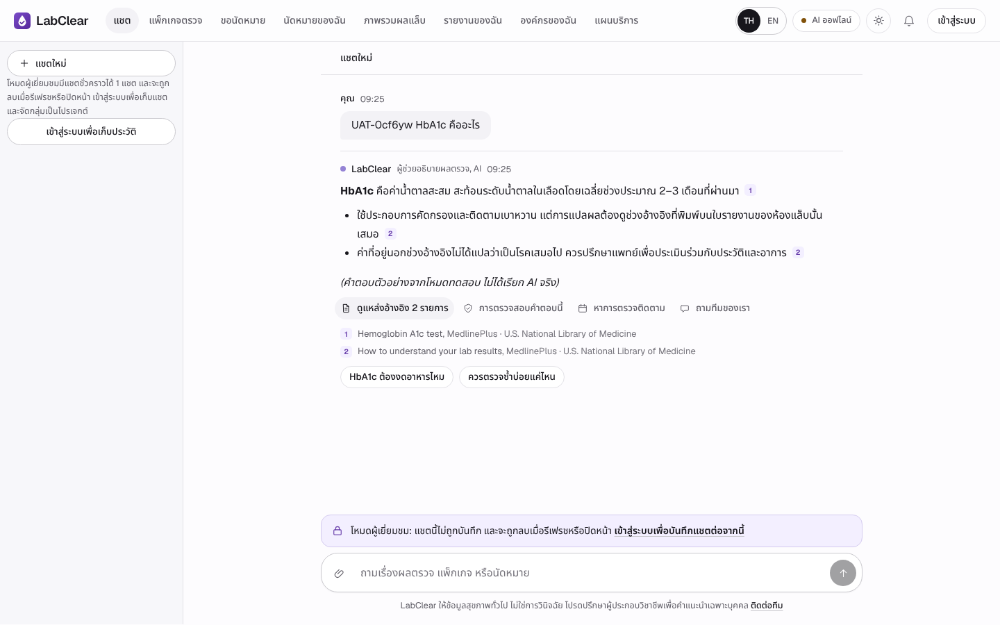 LabClear
แชต
แพ็กเกจตรวจ
ขอนัดหมาย
นัดหมายของฉัน
ภาพรวมผลแล็บ
รายงานของฉัน
องค์กรของฉัน
แผนบริการ
TH
EN
AI ออฟไลน์
เข้าสู่ระบบ
แชตใหม่
โหมดผู้เยี่ยมชมมีแชตชั่วคราวได้ 1 แชต และจะถูก
ลบเมื่อรีเฟรชหรือปิดหน้า เข้าสู่ระบบเพื่อเก็บแชต
และจัดกลุ่มเป็นโปรเจกต์
เข้าสู่ระบบเพื่อเก็บประวัติ
แชตใหม่
คุณ 09:25
UAT-0cf6yw HbA1c คืออะไร
LabClear ผู้ช่วยอธิบายผลตรวจ, AI 09:25
HbA1c คือค่าน้ำตาลสะสม สะท้อนระดับน้ำตาลในเลือดโดยเฉลี่ยช่วงประมาณ 2–3 เดือนที่ผ่านมา 1
• ใช้ประกอบการคัดกรองและติดตามเบาหวาน แต่การแปลผลต้องดูช่วงอ้างอิงที่พิมพ์บนใบรายงานของห้องแล็บนั้น
เสมอ 2
• ค่าที่อยู่นอกช่วงอ้างอิงไม่ได้แปลว่าเป็นโรคเสมอไป ควรปรึกษาแพทย์เพื่อประเมินร่วมกับประวัติและอาการ 2
(คำตอบตัวอย่างจากโหมดทดสอบ ไม่ได้เรียก AI จริง)
ดูแหล่งอ้างอิง 2 รายการ
การตรวจสอบคำตอบนี้
หาการตรวจติดตาม
ถามทีมของเรา
1 Hemoglobin A1c test, MedlinePlus · U.S. National Library of Medicine
2 How to understand your lab results, MedlinePlus · U.S. National Library of Medicine
HbA1c ต้องงดอาหารไหม
ควรตรวจซ้ำบ่อยแค่ไหน
โหมดผู้เยี่ยมชม: แชตนี้ไม่ถูกบันทึก และจะถูกลบเมื่อรีเฟรชหรือปิดหน้า เข้าสู่ระบบเพื่อบันทึกแชตต่อจากนี้
ถามเรื่องผลตรวจ แพ็กเกจ หรือนัดหมาย
LabClear ให้ข้อมูลสุขภาพทั่วไป ไม่ใช่การวินิจฉัย โปรดปรึกษาผู้ประกอบวิชาชีพเพื่อคำแนะนำเฉพาะบุคคล ติดต่อทีม